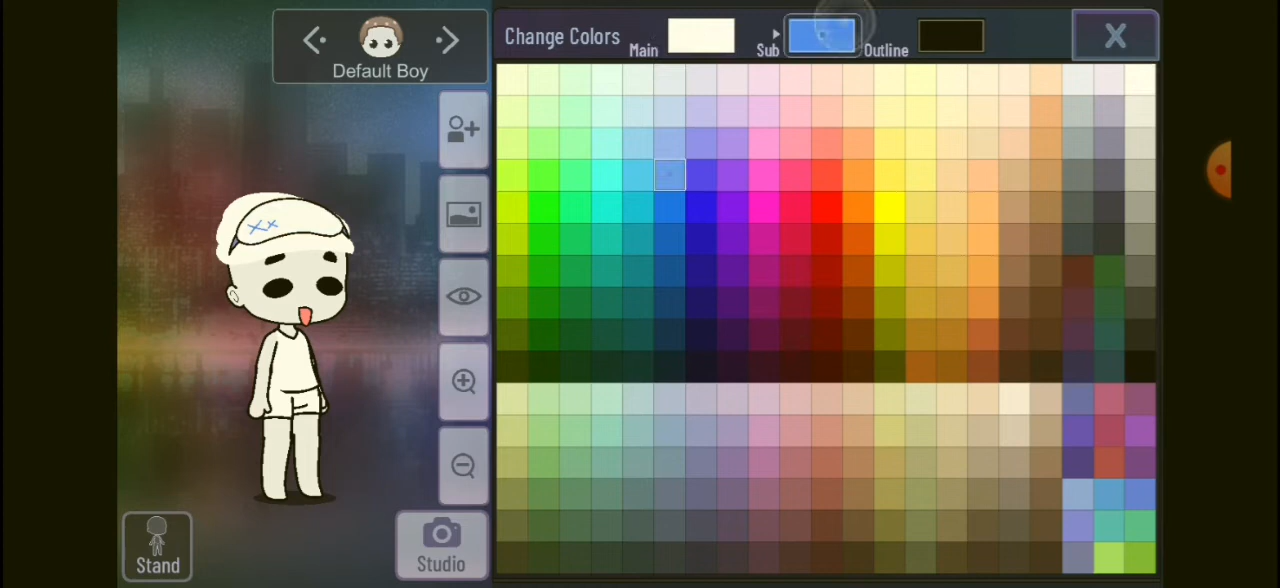 Default Boy
Change Colors
Main
Sub
Outline
X
Stand
Studio